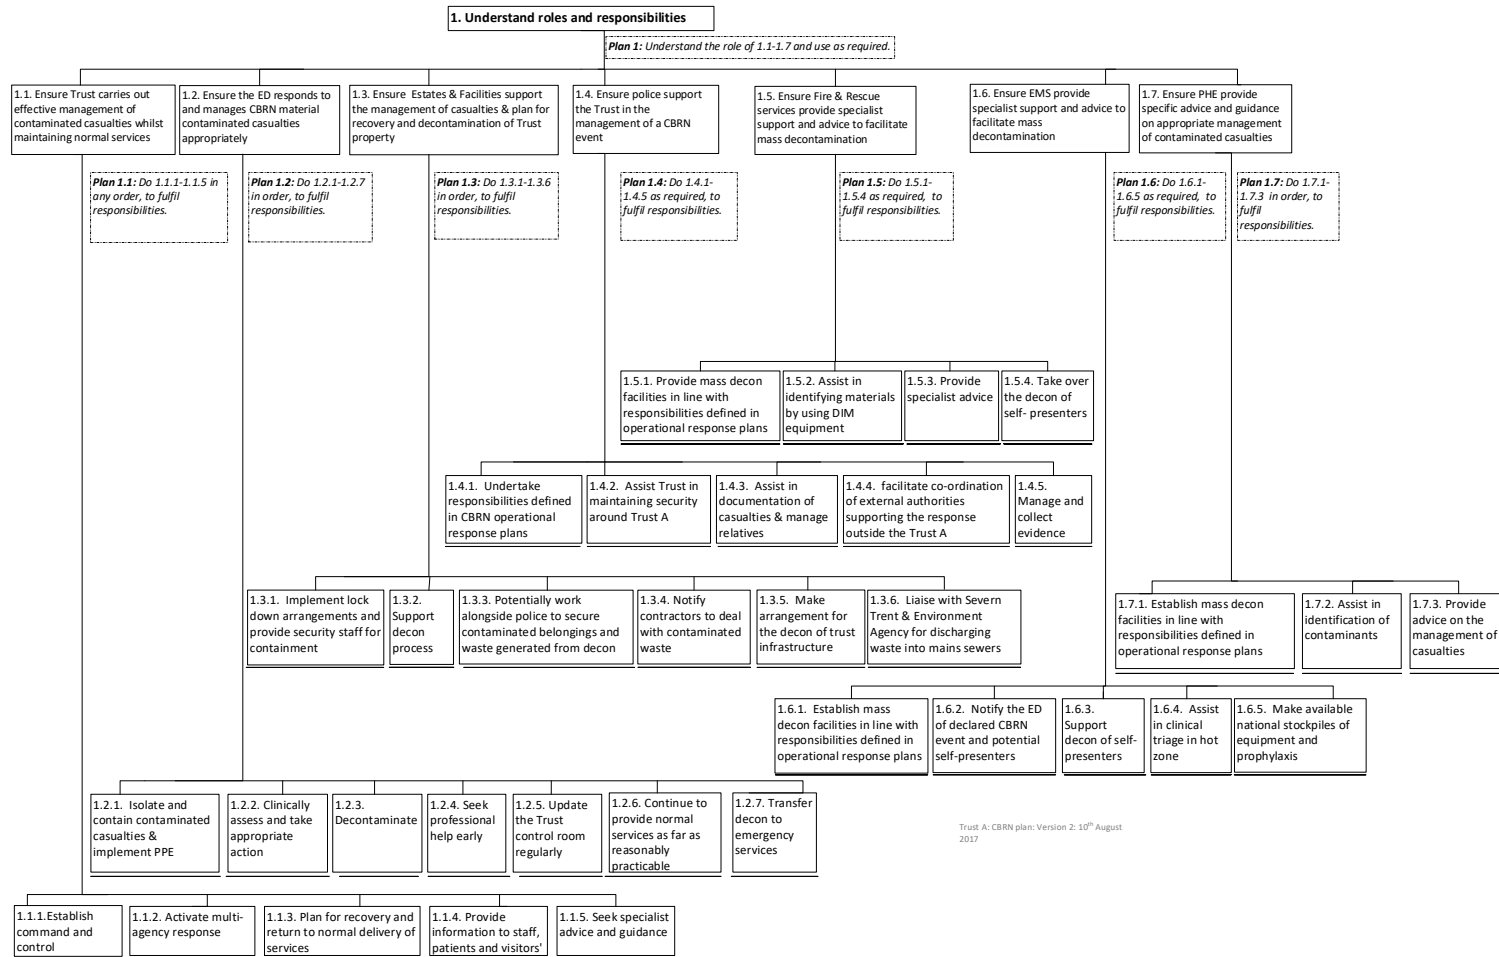 1. Understand roles and responsibilities
Plan 1: Understand the role of 1.1-1.7 and use as required.
1.1. Ensure Trust carries out
effective management of
contaminated casualties whilst
maintaining normal services
1.2. Ensure the ED responds to
and manages CBRN material
contaminated casualties
appropriately
1.3. Ensure Estates & Facilities support
the management of casualties & plan for
recovery and decontamination of Trust
property
1.4. Ensure police support
the Trust in the
management of a CBRN
event
1.5. Ensure Fire & Rescue
services provide specialist
support and advice to facilitate
mass decontamination
1.6. Ensure EMS provide
specialist support and advice to
facilitate mass
decontamination
1.7. Ensure PHE provide
specific advice and guidance
on appropriate management
of contaminated casualties
Plan 1.1: Do 1.1.1-1.1.5 in
any order, to fulfil
responsibilities.
Plan 1.2: Do 1.2.1-1.2.7
in order, to fulfil
responsibilities.
Plan 1.3: Do 1.3.1-1.3.6
in order, to fulfil
responsibilities.
Plan 1.4: Do 1.4.1-
1.4.5 as required, to
fulfil responsibilities.
Plan 1.5: Do 1.5.1-
1.5.4 as required, to
fulfil responsibilities.
Plan 1.6: Do 1.6.1-
1.6.5 as required, to
fulfil responsibilities.
Plan 1.7: Do 1.7.1-
1.7.3 in order, to
fulfil
responsibilities.
1.5.1. Provide mass decon
facilities in line with
responsibilities defined in
operational response plans
1.5.2. Assist in
identifying materials
by using DIM
equipment
1.5.3. Provide
specialist advice
1.5.4. Take over
the decon of
self- presenters
1.4.1. Undertake
responsibilities defined
in CBRN operational
response plans
1.4.2. Assist Trust in
maintaining security
around Trust A
1.4.3. Assist in
documentation of
casualties & manage
relatives
1.4.4. facilitate co-ordination
of external authorities
supporting the response
outside the Trust A
1.4.5.
Manage and
collect
evidence
1.3.1. Implement lock
down arrangements and
provide security staff for
containment
1.3.2.
Support
decon
process
1.3.3. Potentially work
alongside police to secure
contaminated belongings and
waste generated from decon
1.3.4. Notify
contractors to deal
with contaminated
waste
1.3.5. Make
arrangement for
the decon of trust
infrastructure
1.3.6. Liaise with Severn
Trent & Environment
Agency for discharging
waste into mains sewers
1.7.1. Establish mass decon
facilities in line with
responsibilities defined in
operational response plans
1.7.2. Assist in
identification of
contaminants
1.7.3. Provide
advice on the
management of
casualties
1.6.1. Establish mass
decon facilities in line with
responsibilities defined in
operational response plans
1.6.2. Notify the ED
of declared CBRN
event and potential
self-presenters
1.6.3.
Support
decon of self-
presenters
1.6.4. Assist
in clinical
triage in hot
zone
1.6.5. Make available
national stockpiles of
equipment and
prophylaxis
1.2.1. Isolate and
contain contaminated
casualties &
implement PPE
1.2.2. Clinically
assess and take
appropriate
action
1.2.3.
Decontaminate
1.2.4. Seek
professional
help early
1.2.5. Update
the Trust
control room
regularly
1.2.6. Continue to
provide normal
services as far as
reasonably
practicable
1.2.7. Transfer
decon to
emergency
services
Trust A: CBRN plan: Version 2: 10th August
2017
1.1.1.Establish
command and
control
1.1.2. Activate multi-
agency response
1.1.3. Plan for recovery and
return to normal delivery of
services
1.1.4. Provide
information to staff,
patients and visitors'
1.1.5. Seek specialist
advice and guidance